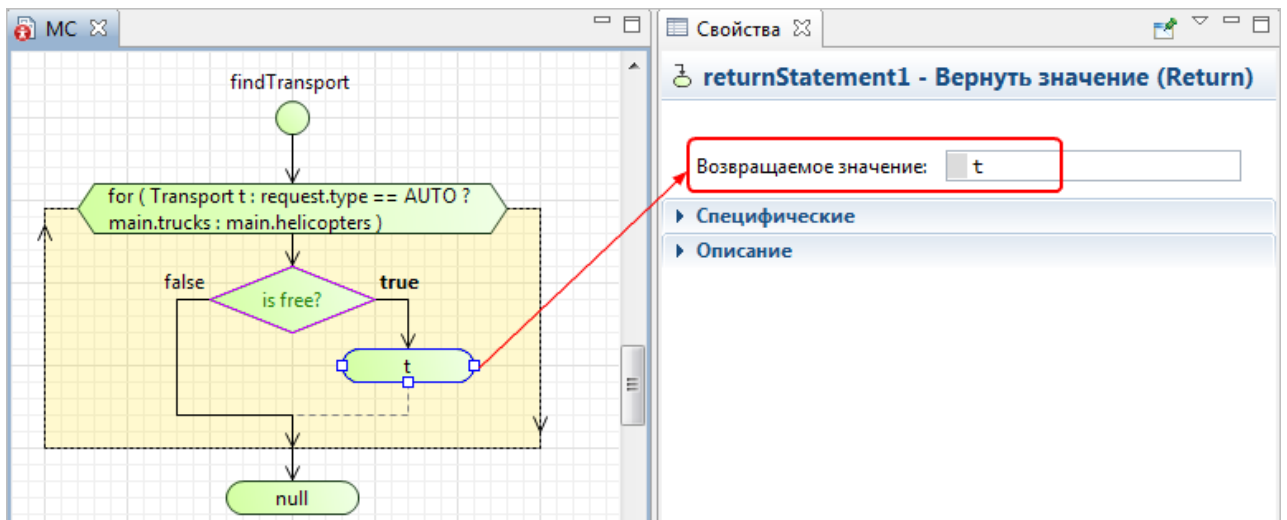 MC
findTransport
for ( Transport t : request.type == AUTO ?
main.trucks : main.helicopters )
false
true
is free?
t
null
Свойства
returnStatement1 - Вернуть значение (Return)
Возвращаемое значение: t
Специфические
Описание